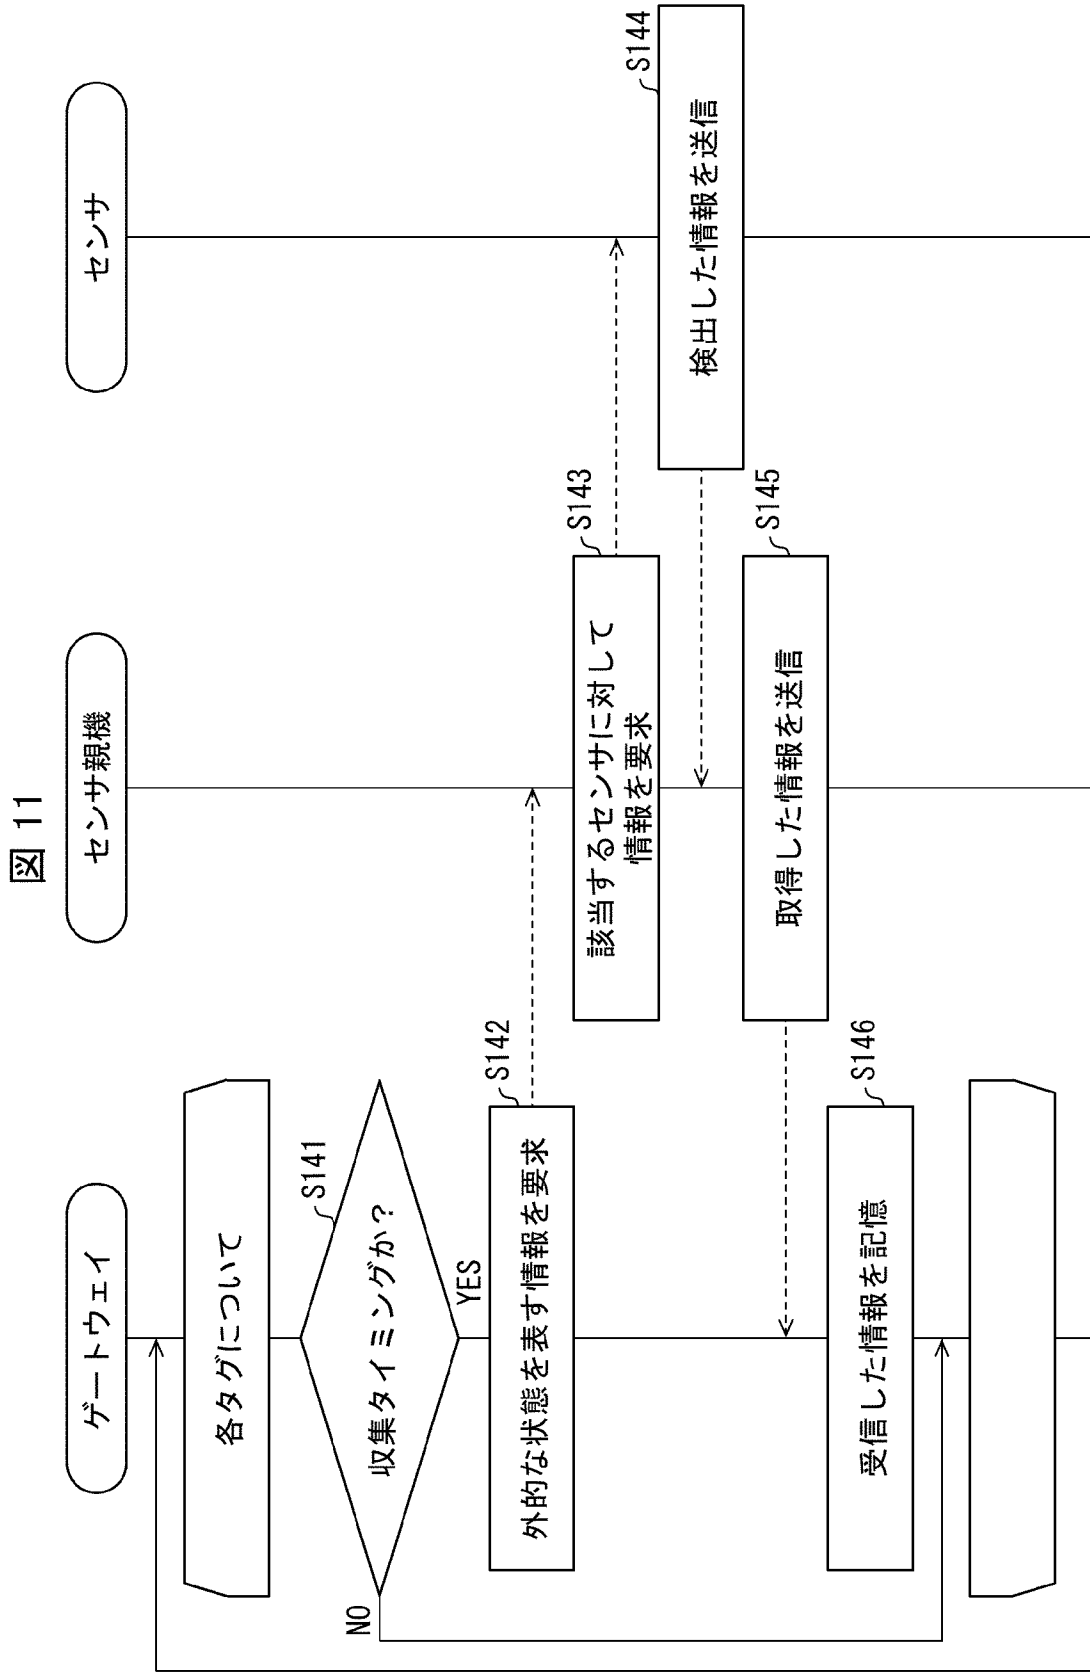 図 11
ゲートウェイ
センサ親機
センサ
各タグについて
S141
収集タイミングか?
YES
NO
S142
外的な状態を表す情報を要求
S143
該当するセンサに対して
情報を要求
S144
検出した情報を送信
S145
取得した情報を送信
S146
受信した情報を記憶